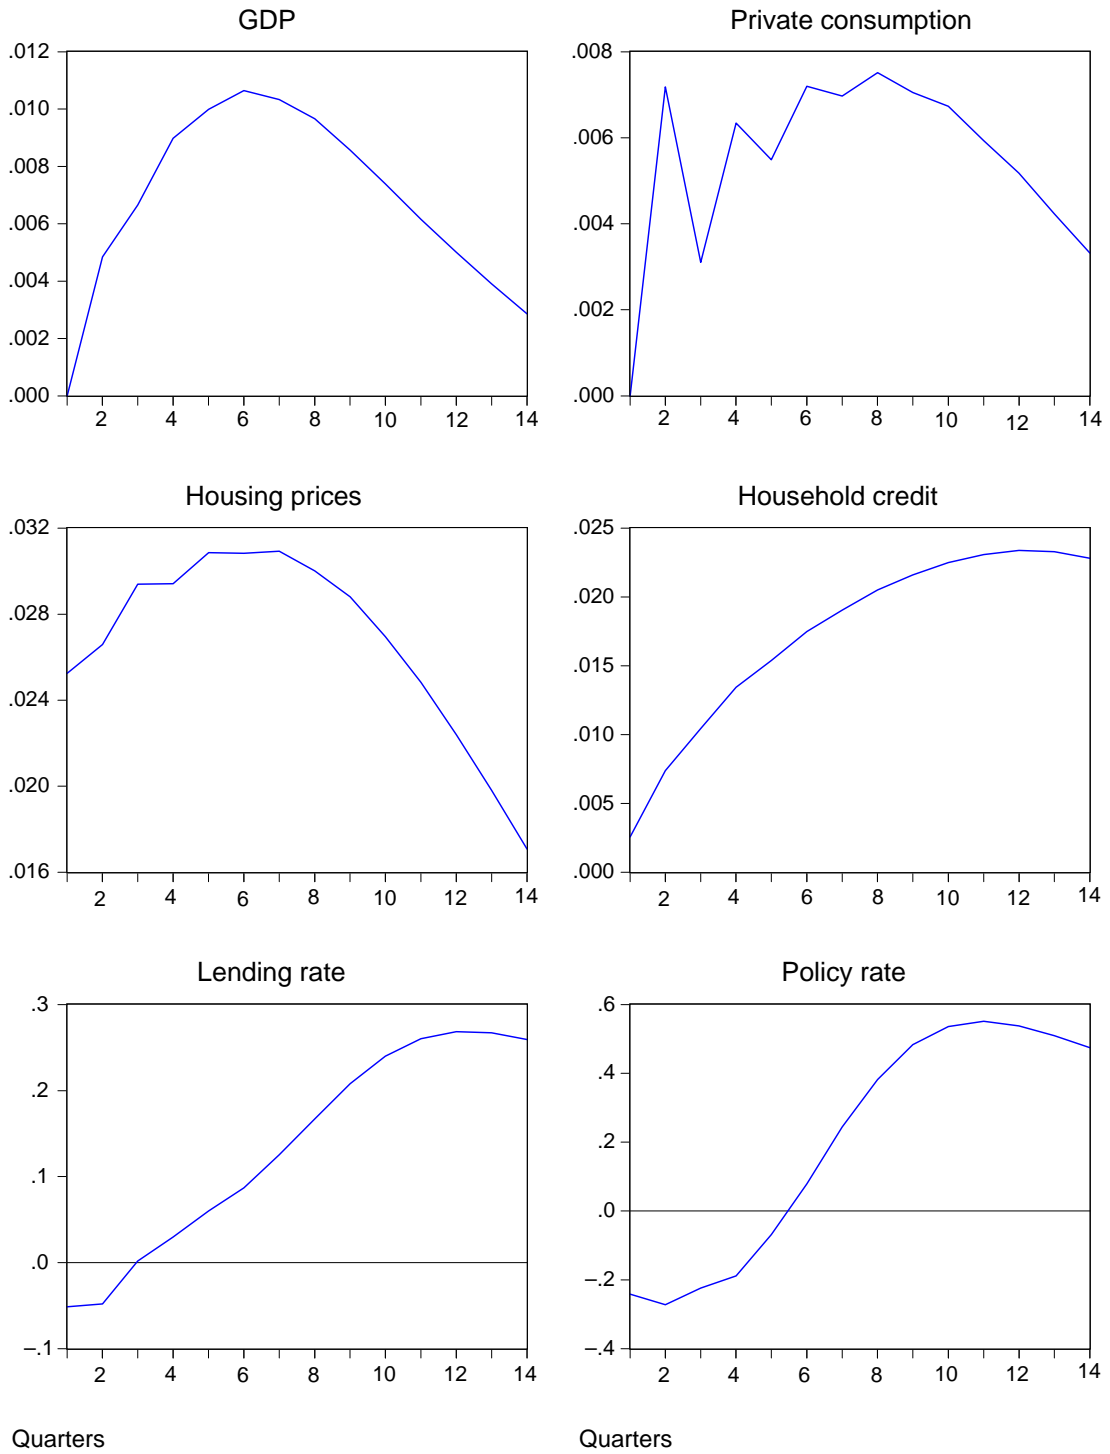 GDP
.012
.010
.008
.006
.004
.002
.000
2 4 6 8 10 12 14
Private consumption
.008
.006
.004
.002
.000
2 4 6 8 10 12 14
Housing prices
.032
.028
.024
.020
.016
2 4 6 8 10 12 14
Household credit
.025
.020
.015
.010
.005
.000
2 4 6 8 10 12 14
Lending rate
.3
.2
.1
.0
–.1
2 4 6 8 10 12 14
Quarters
Policy rate
.6
.4
.2
.0
–.2
–.4
2 4 6 8 10 12 14
Quarters